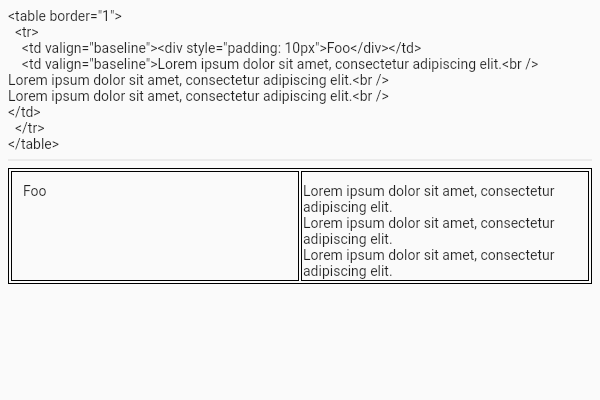 <table border="1">
  <tr>
    <td valign="baseline"><div style="padding: 10px">Foo</div></td>
    <td valign="baseline">Lorem ipsum dolor sit amet, consectetur adipiscing elit.<br />
Lorem ipsum dolor sit amet, consectetur adipiscing elit.<br />
Lorem ipsum dolor sit amet, consectetur adipiscing elit.<br />
</td>
  </tr>
</table>
Foo
Lorem ipsum dolor sit amet, consectetur
adipiscing elit.
Lorem ipsum dolor sit amet, consectetur
adipiscing elit.
Lorem ipsum dolor sit amet, consectetur
adipiscing elit.